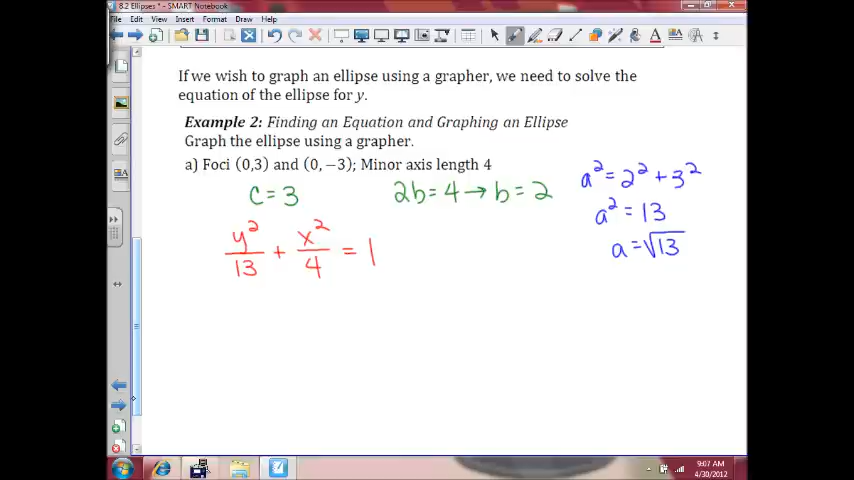 8.2 Ellipses * - SMART Notebook
File Edit View Insert Format Draw Help
If we wish to graph an ellipse using a grapher, we need to solve the
equation of the ellipse for y.
Example 2: Finding an Equation and Graphing an Ellipse
Graph the ellipse using a grapher.
a) Foci (0,3) and (0, −3); Minor axis length 4
c = 3
2b = 4 → b = 2
a² = 2² + 3²
a² = 13
a = √13
y²/13 + x²/4 = 1
9:07 AM
4/30/2012